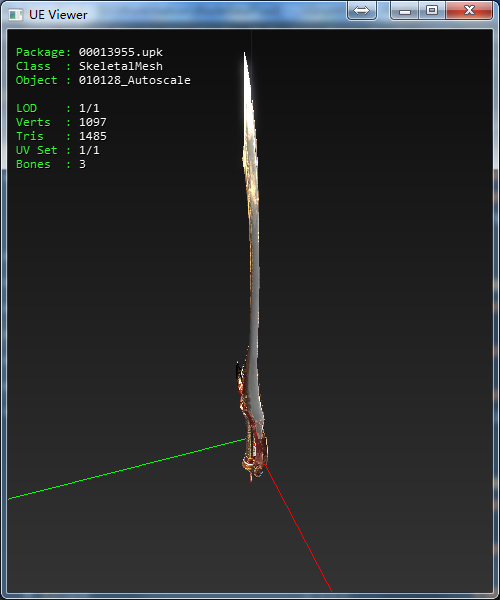 UE Viewer
Package: 00013955.upk
Class : SkeletalMesh
Object : 010128_Autoscale
LOD : 1/1
Verts : 1097
Tris : 1485
UV Set : 1/1
Bones : 3